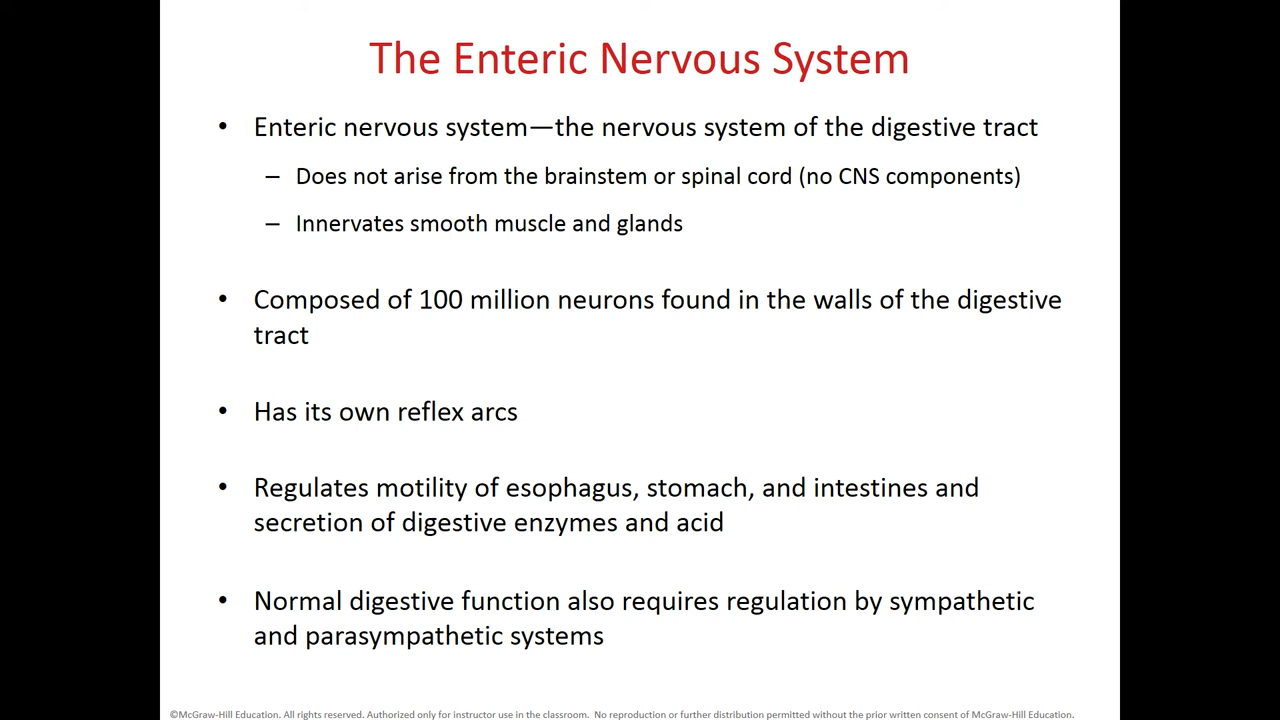 The Enteric Nervous System
• Enteric nervous system—the nervous system of the digestive tract
– Does not arise from the brainstem or spinal cord (no CNS components)
– Innervates smooth muscle and glands
• Composed of 100 million neurons found in the walls of the digestive
tract
• Has its own reflex arcs
• Regulates motility of esophagus, stomach, and intestines and
secretion of digestive enzymes and acid
• Normal digestive function also requires regulation by sympathetic
and parasympathetic systems
©McGraw-Hill Education. All rights reserved. Authorized only for instructor use in the classroom.  No reproduction or further distribution permitted without the prior written consent of McGraw-Hill Education.